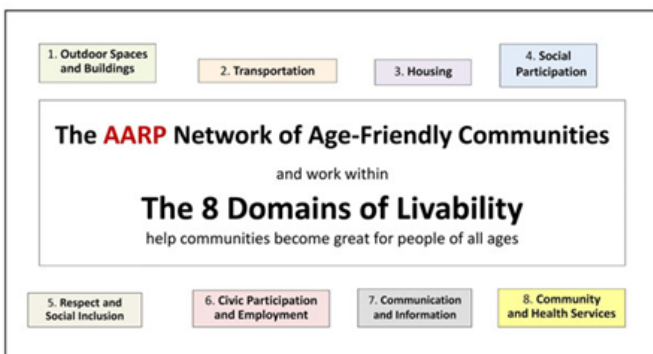 1. Outdoor Spaces
and Buildings
2. Transportation
3. Housing
4. Social
Participation
The AARP Network of Age-Friendly Communities
and work within
The 8 Domains of Livability
help communities become great for people of all ages
5. Respect and
Social Inclusion
6. Civic Participation
and Employment
7. Communication
and Information
8. Community
and Health Services